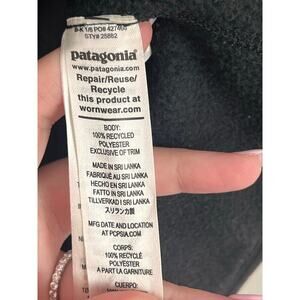 STY# 25882
patagonia
www.patagonia.com
Repair/Reuse/
Recycle
this product at
wornwear.com
BODY:
100% RECYCLED
POLYESTER
EXCLUSIVE OF TRIM
MADE IN SRI LANKA
FABRIQUÉ AU SRI LANKA
HECHO EN SRI LANKA
FATTO IN SRI LANKA
TILLVERKAD I SRI LANKA
スリランカ製
MFG DATE AND LOCATION
AT PCPSIA.COM
CORPS:
100% RECYCLÉ
POLYESTER
À PART LA GARNITURE
CUERPO: